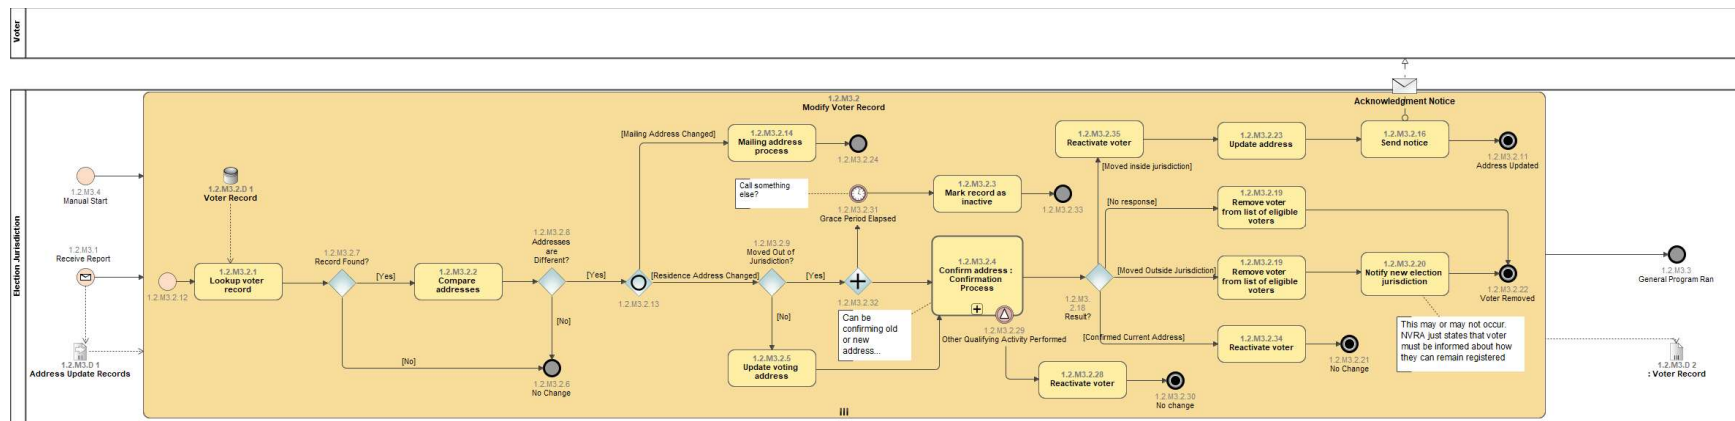 Voter
Election Jurisdiction
1.2.M3.2
Modify Voter Record
Acknowledgment Notice
1.2.M3.4
Manual Start
1.2.M3.1
Receive Report
1.2.M3.D 1
Address Update Records
1.2.M3.2.12
1.2.M3.2.D 1
Voter Record
1.2.M3.2.1
Lookup voter
record
1.2.M3.2.7
Record Found?
[Yes]
[No]
1.2.M3.2.2
Compare
addresses
1.2.M3.2.8
Addresses
are
Different?
[Yes]
[No]
1.2.M3.2.6
No Change
1.2.M3.2.13
[Mailing Address Changed]
1.2.M3.2.14
Mailing address
process
1.2.M3.2.24
[Residence Address Changed]
1.2.M3.2.9
Moved Out of
Jurisdiction?
[Yes]
[No]
1.2.M3.2.5
Update voting
address
Call something
else?
1.2.M3.2.31
Grace Period Elapsed
1.2.M3.2.3
Mark record as
inactive
1.2.M3.2.33
1.2.M3.2.32
Can be
confirming old
or new
address...
1.2.M3.2.4
Confirm address :
Confirmation
Process
1.2.M3.2.29
Other Qualifying Activity Performed
1.2.M3.2.28
Reactivate voter
1.2.M3.2.30
No change
1.2.M3.
2.18
Result?
[Moved inside jurisdiction]
1.2.M3.2.35
Reactivate voter
1.2.M3.2.23
Update address
1.2.M3.2.16
Send notice
1.2.M3.2.11
Address Updated
[No response]
1.2.M3.2.19
Remove voter
from list of eligible
voters
[Moved Outside Jurisdiction]
1.2.M3.2.19
Remove voter
from list of eligible
voters
1.2.M3.2.20
Notify new election
jurisdiction
1.2.M3.2.22
Voter Removed
[Confirmed Current Address]
1.2.M3.2.34
Reactivate voter
1.2.M3.2.21
No Change
This may or may not occur.
NVRA just states that voter
must be informed about how
they can remain registered
1.2.M3.3
General Program Ran
1.2.M3.D 2
: Voter Record